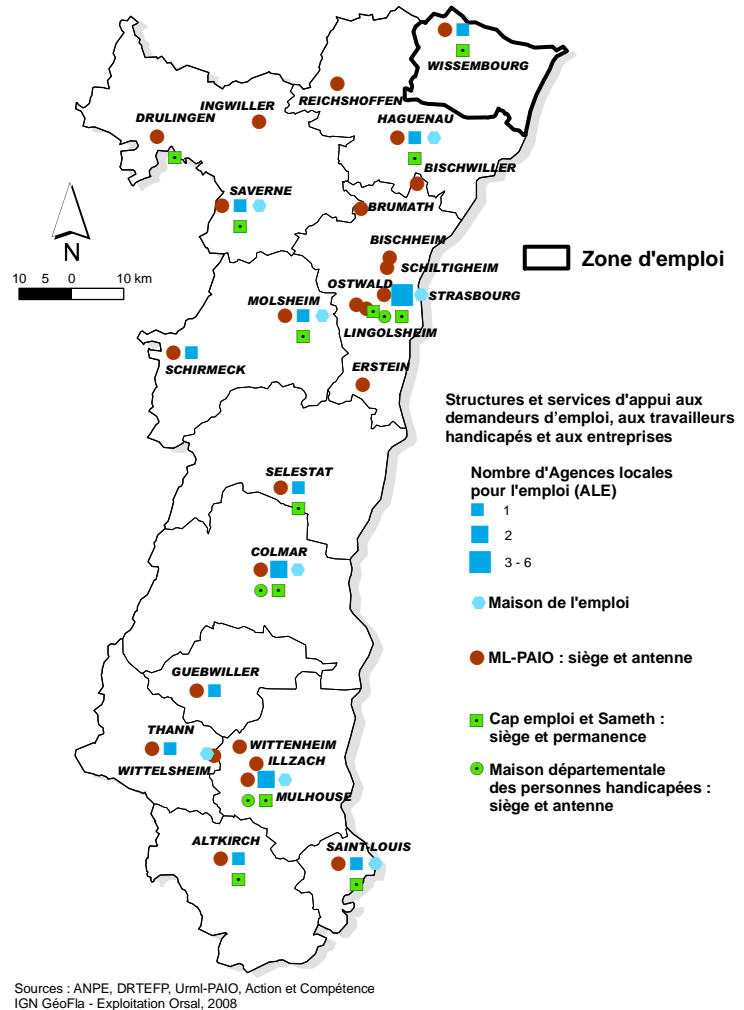 WISSEMBOURG
REICHSHOFFEN
INGWILLER
DRULINGEN
HAGUENAU
BISCHWILLER
SAVERNE
BRUMATH
N
10 5 0 10 km
BISCHHEIM
SCHILTIGHEIM
OSTWALD
STRASBOURG
MOLSHEIM
LINGOLSHEIM
SCHIRMECK
ERSTEIN
SELESTAT
COLMAR
GUEBWILLER
THANN
WITTELSHEIM
WITTENHEIM
ILLZACH
MULHOUSE
ALTKIRCH
SAINT-LOUIS
Zone d'emploi
Structures et services d'appui aux
demandeurs d'emploi, aux travailleurs
handicapés et aux entreprises
Nombre d'Agences locales
pour l'emploi (ALE)
1
2
3 - 6
Maison de l'emploi
ML-PAIO : siège et antenne
Cap emploi et Sameth :
siège et permanence
Maison départementale
des personnes handicapées :
siège et antenne
Sources : ANPE, DRTEFP, Urml-PAIO, Action et Compétence
IGN GéoFla - Exploitation Orsal, 2008